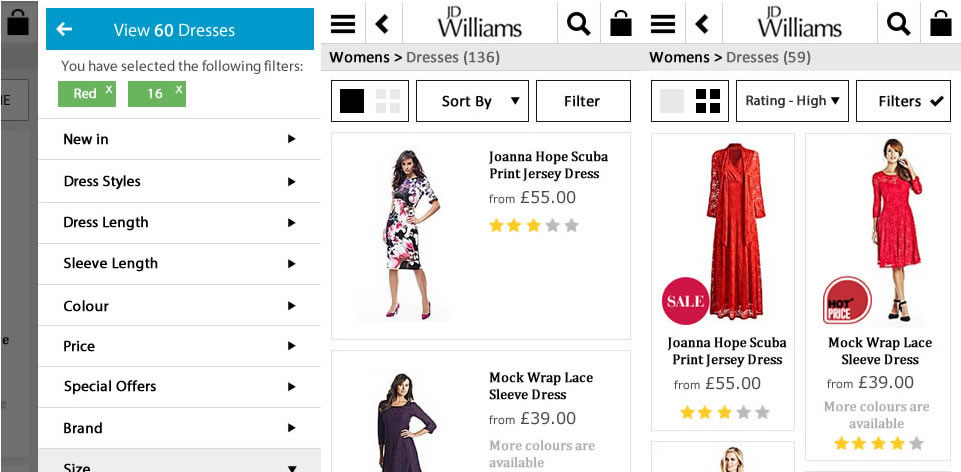 View 60 Dresses
You have selected the following filters:
Red x
16 x
New in
Dress Styles
Dress Length
Sleeve Length
Colour
Price
Special Offers
Brand
Size
JD
Williams
Womens > Dresses (136)
Sort By
Filter
Joanna Hope Scuba
Print Jersey Dress
from £55.00
Mock Wrap Lace
Sleeve Dress
from £39.00
More colours are
available
JD
Williams
Womens > Dresses (59)
Rating - High
Filters
SALE
Joanna Hope Scuba
Print Jersey Dress
from £55.00
HOT
PRICE
Mock Wrap Lace
Sleeve Dress
from £39.00
More colours are
available